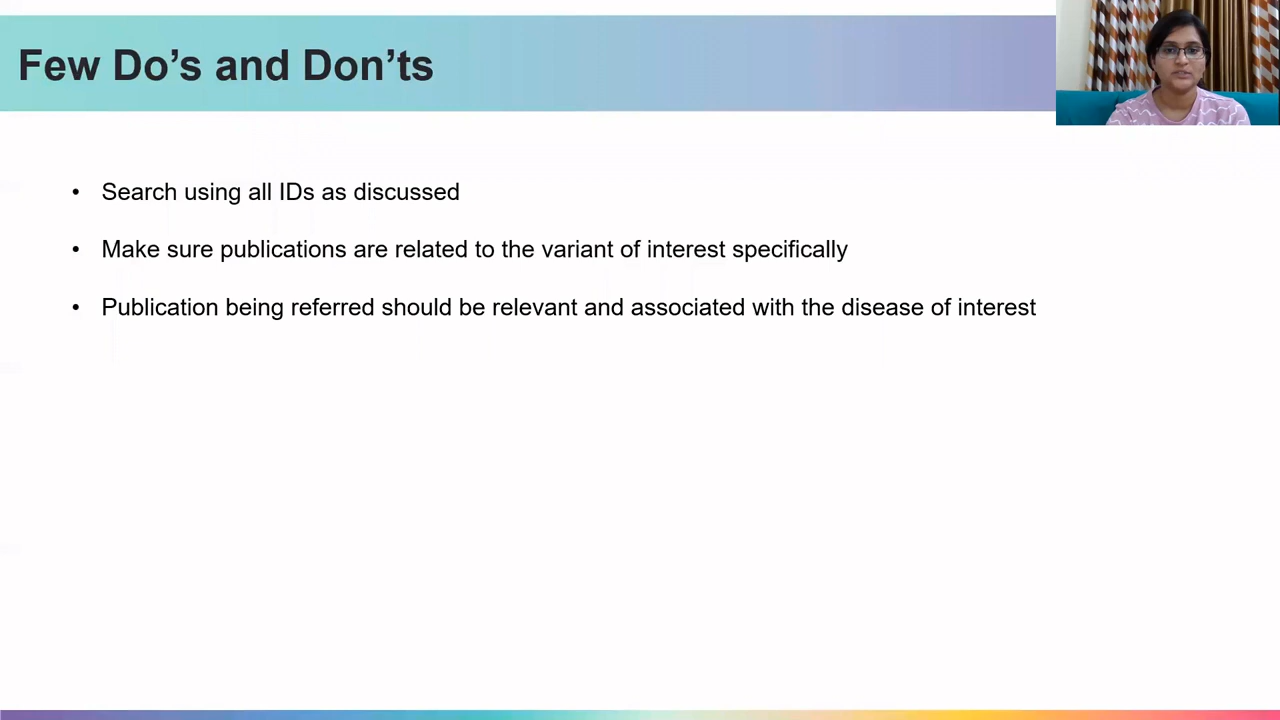 Few Do’s and Don’ts
• Search using all IDs as discussed
• Make sure publications are related to the variant of interest specifically
• Publication being referred should be relevant and associated with the disease of interest